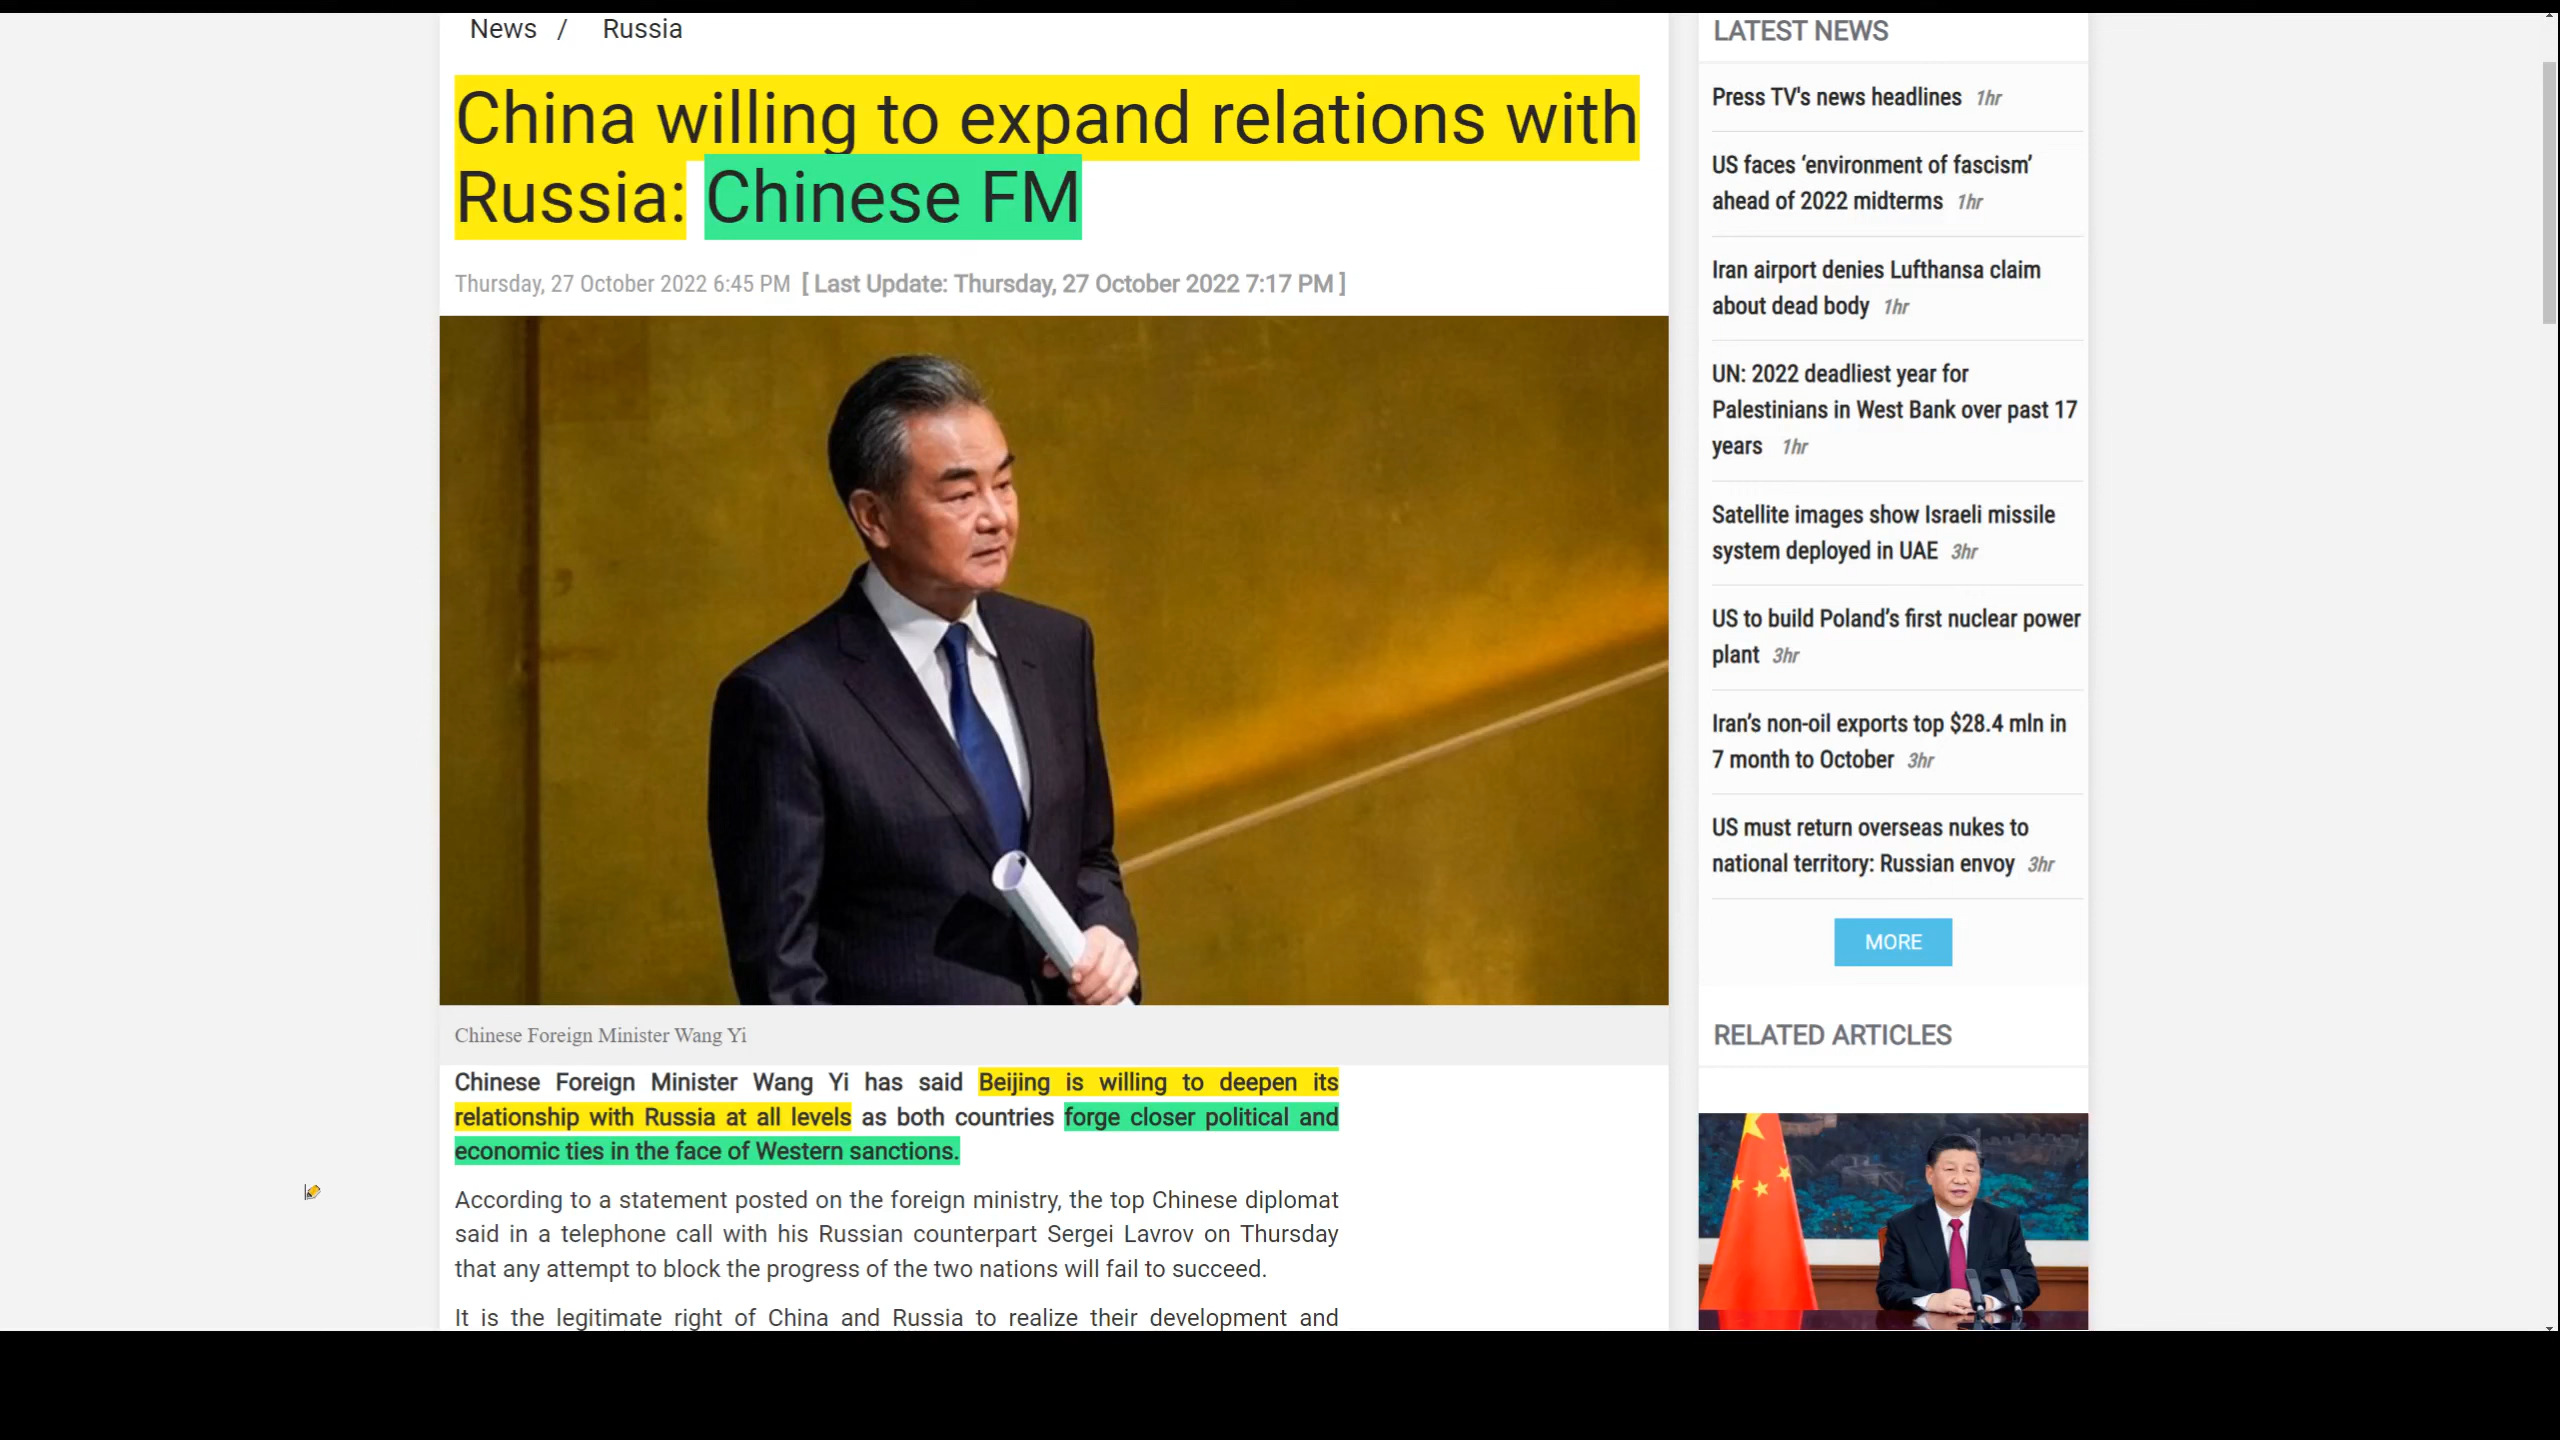 News / Russia
China willing to expand relations with
Russia: Chinese FM
Thursday, 27 October 2022 6:45 PM [ Last Update: Thursday, 27 October 2022 7:17 PM ]
Chinese Foreign Minister Wang Yi
Chinese Foreign Minister Wang Yi has said Beijing is willing to deepen its
relationship with Russia at all levels as both countries forge closer political and
economic ties in the face of Western sanctions.
According to a statement posted on the foreign ministry, the top Chinese diplomat
said in a telephone call with his Russian counterpart Sergei Lavrov on Thursday
that any attempt to block the progress of the two nations will fail to succeed.
It is the legitimate right of China and Russia to realize their development and
LATEST NEWS
Press TV's news headlines 1hr
US faces ‘environment of fascism’
ahead of 2022 midterms 1hr
Iran airport denies Lufthansa claim
about dead body 1hr
UN: 2022 deadliest year for
Palestinians in West Bank over past 17
years 1hr
Satellite images show Israeli missile
system deployed in UAE 3hr
US to build Poland’s first nuclear power
plant 3hr
Iran’s non-oil exports top $28.4 mln in
7 month to October 3hr
US must return overseas nukes to
national territory: Russian envoy 3hr
MORE
RELATED ARTICLES